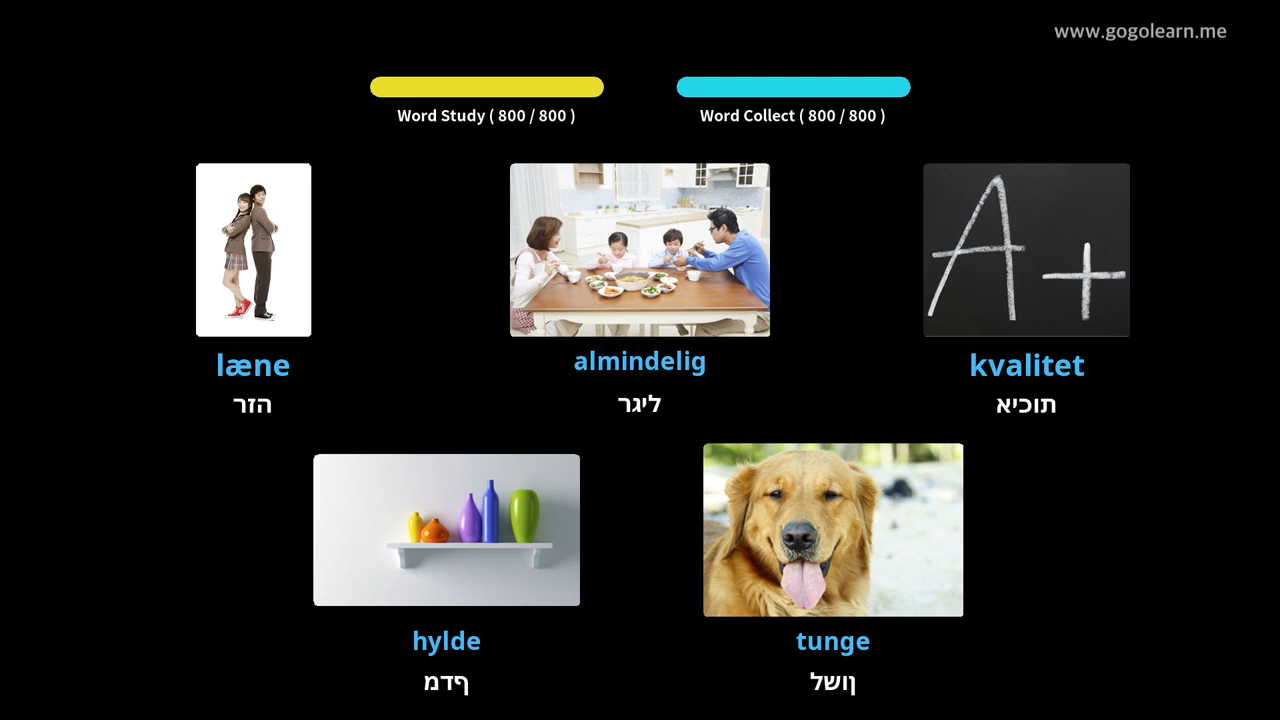 www.gogolearn.me
Word Study ( 800 / 800 )
Word Collect ( 800 / 800 )
A+
læne
הזר
almindelig
ליגר
kvalitet
תוכיא
hylde
ףדמ
tunge
ןושל